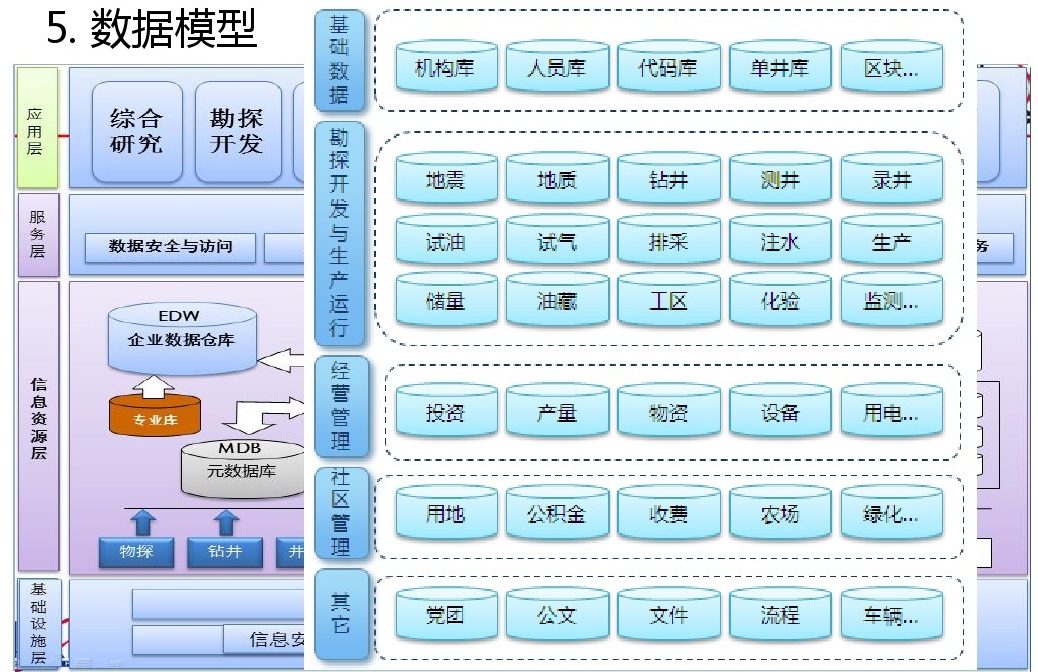 5. 数据模型
应用层
综合研究
勘探开发
服务层
数据安全与访问
务
信息资源层
EDW
企业数据仓库
专业库
MDB
元数据库
物探
钻井
井
基础设施层
信息安
基础数据
机构库
人员库
代码库
单井库
区块...
勘探开发与生产运行
地震
地质
钻井
测井
录井
试油
试气
排采
注水
生产
储量
油藏
工区
化验
监测...
经营管理
投资
产量
物资
设备
用电...
社区管理
用地
公积金
收费
农场
绿化...
其它
党团
公文
文件
流程
车辆...